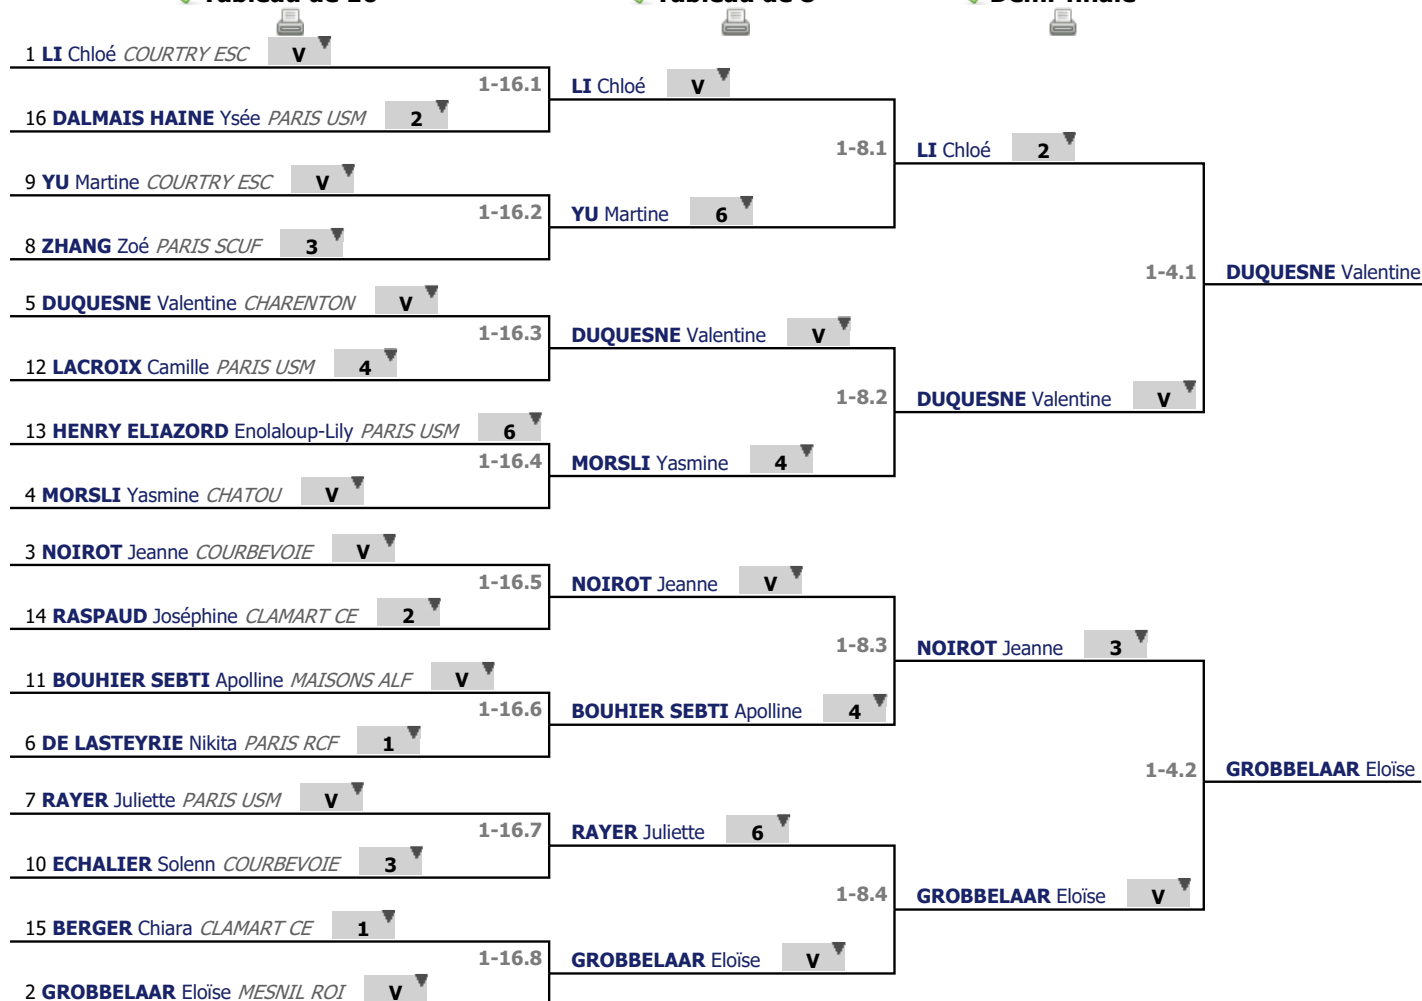 Tableau de 16
Tableau de 8
Demi-finale
1 LI Chloé COURTRY ESC V
1-16.1
LI Chloé V
16 DALMAIS HAINE Ysée PARIS USM 2
1-8.1
LI Chloé 2
9 YU Martine COURTRY ESC V
1-16.2
YU Martine 6
8 ZHANG Zoé PARIS SCUF 3
1-4.1
DUQUESNE Valentine
5 DUQUESNE Valentine CHARENTON V
1-16.3
DUQUESNE Valentine V
12 LACROIX Camille PARIS USM 4
1-8.2
DUQUESNE Valentine V
13 HENRY ELIAZORD Enolaloup-Lily PARIS USM 6
1-16.4
MORSLI Yasmine 4
4 MORSLI Yasmine CHATOU V
3 NOIROT Jeanne COURBEVOIE V
1-16.5
NOIROT Jeanne V
14 RASPAUD Joséphine CLAMART CE 2
1-8.3
NOIROT Jeanne 3
11 BOUHIER SEBTI Apolline MAISONS ALF V
1-16.6
BOUHIER SEBTI Apolline 4
6 DE LASTEYRIE Nikita PARIS RCF 1
1-4.2
GROBBELAAR Eloïse
7 RAYER Juliette PARIS USM V
1-16.7
RAYER Juliette 6
10 ECHALIER Solenn COURBEVOIE 3
1-8.4
GROBBELAAR Eloïse V
15 BERGER Chiara CLAMART CE 1
1-16.8
GROBBELAAR Eloïse V
2 GROBBELAAR Eloïse MESNIL ROI V